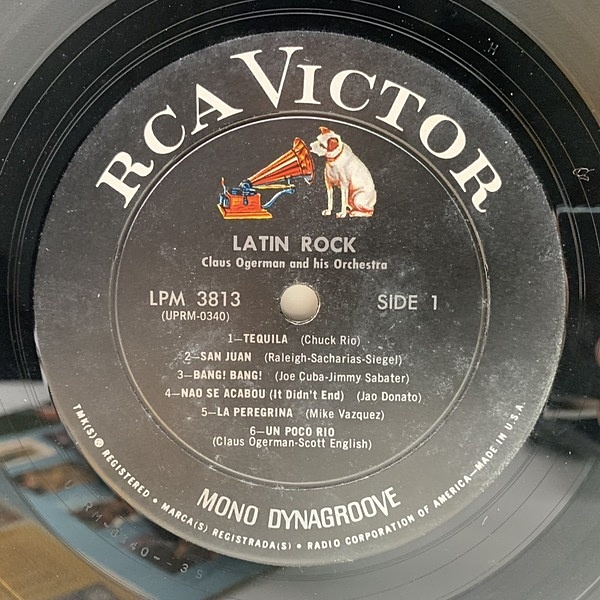 RCA VICTOR
LATIN ROCK
Claus Ogerman and his Orchestra
LPM 3813
(UPRM-0340)
SIDE 1
1—TEQUILA (Chuck Rio)
2—SAN JUAN (Raleigh-Sacharias-Siegel)
3—BANG! BANG! (Joe Cuba-Jimmy Sabater)
4—NAO SE ACABOU (It Didn't End) (Jao Donato)
5—LA PEREGRINA (Mike Vazquez)
6—UN POCO RIO
(Claus Ogerman-Scott English)
MONO DYNAGROOVE
TMK(S) ® REGISTERED • MARCA(S) REGISTRADA(S) • RADIO CORPORATION OF AMERICA—MADE IN U.S.A.